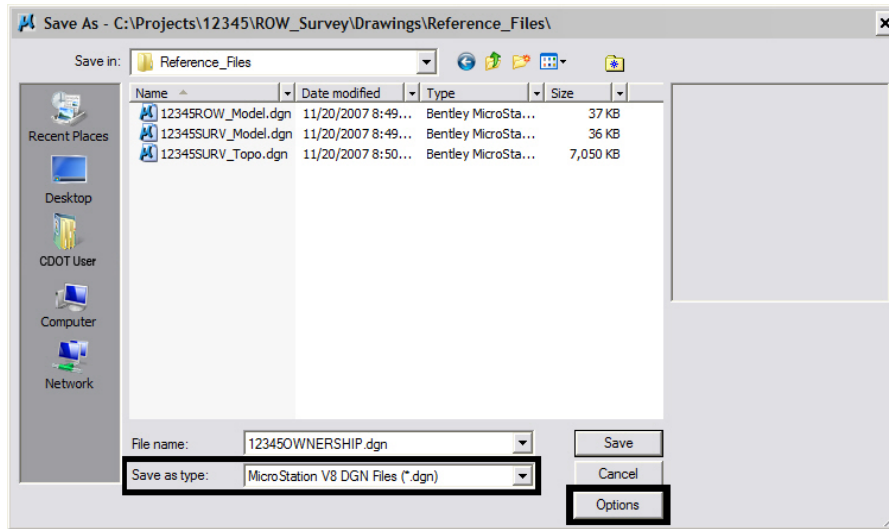 Save As - C:\Projects\12345\ROW_Survey\Drawings\Reference_Files\
Save in: Reference_Files
Name Date modified Type Size
12345ROW_Model.dgn 11/20/2007 8:49... Bentley MicroSta... 37 KB
12345SURV_Model.dgn 11/20/2007 8:49... Bentley MicroSta... 36 KB
12345SURV_Topo.dgn 11/20/2007 8:50... Bentley MicroSta... 7,050 KB
Recent Places
Desktop
CDOT User
Computer
Network
File name: 12345OWNERSHIP.dgn Save
Save as type: MicroStation V8 DGN Files (*.dgn) Cancel
Options